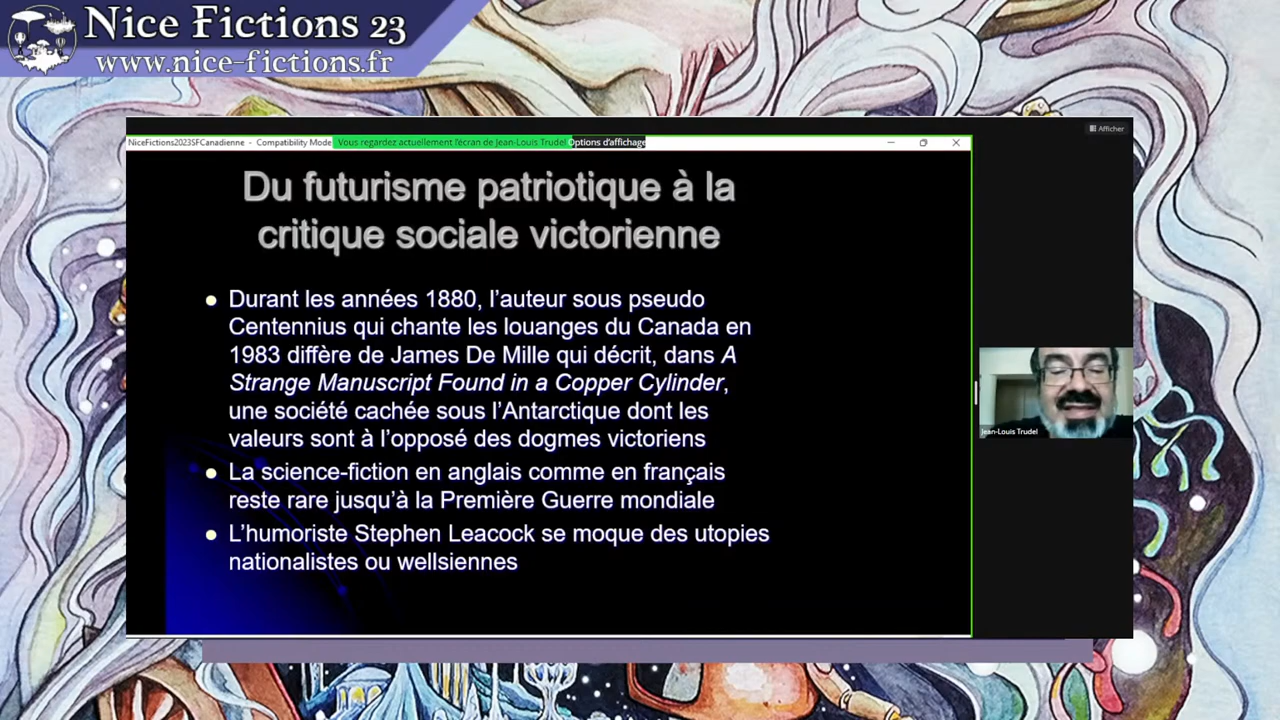 Nice Fictions 23
www.nice-fictions.fr
Afficher
NiceFictions2023SFCanadienne - Compatibility Mode
Vous regardez actuellement l'écran de Jean-Louis Trudel
Options d'affichage
Du futurisme patriotique à la
critique sociale victorienne
Durant les années 1880, l'auteur sous pseudo
Centennius qui chante les louanges du Canada en
1983 diffère de James De Mille qui décrit, dans A
Strange Manuscript Found in a Copper Cylinder,
une société cachée sous l'Antarctique dont les
valeurs sont à l'opposé des dogmes victoriens
La science-fiction en anglais comme en français
reste rare jusqu'à la Première Guerre mondiale
L'humoriste Stephen Leacock se moque des utopies
nationalistes ou wellsiennes
Jean-Louis Trudel